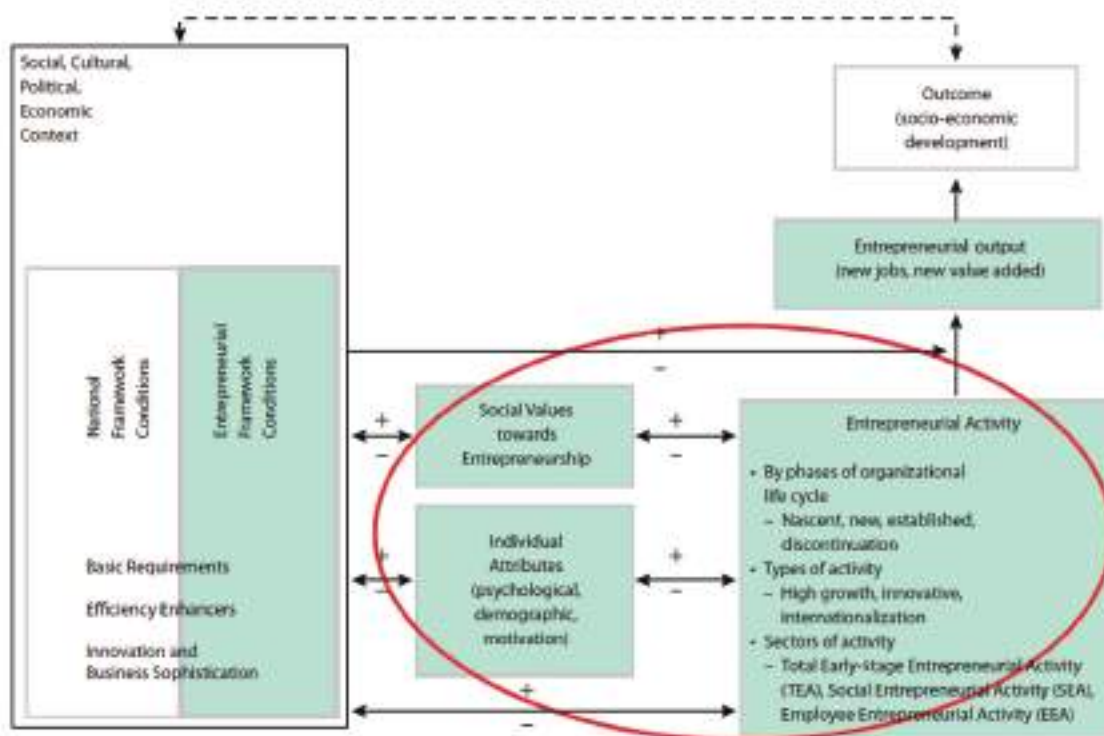 Social, Cultural,
Political,
Economic
Context
Outcome
(socio-economic
development)
Entrepreneurial output
(new jobs, new value added)
National
Framework
Conditions
Entrepreneurial
Framework
Conditions
+
−
+
−
Social Values
towards
Entrepreneurship
+
−
Entrepreneurial Activity
• By phases of organizational
life cycle
– Nascent, new, established,
discontinuation
• Types of activity
– High growth, innovative,
internationalization
• Sectors of activity
– Total Early-stage Entrepreneurial Activity
(TEA), Social Entrepreneurial Activity (SEA),
Employee Entrepreneurial Activity (EEA)
+
−
Individual
Attributes
(psychological,
demographic,
motivation)
+
−
Basic Requirements
Efficiency Enhancers
Innovation and
Business Sophistication
+
−